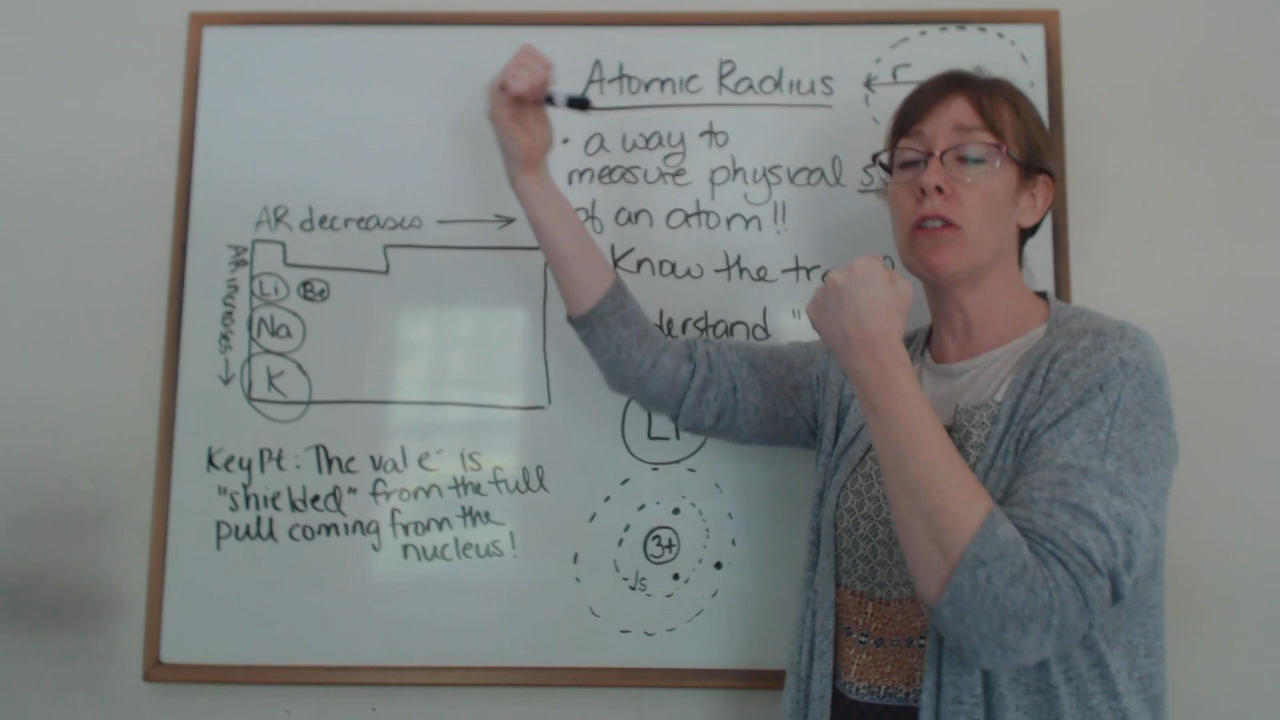 Atomic Radius
r
· a way to
measure physical
of an atom!!
Know the
"
AR decreases →
AR increases →
Li Be
Na
K
Li
Key Pt: The val e⁻ is
"shielded" from the full
pull coming from the
nucleus!
3+
1s